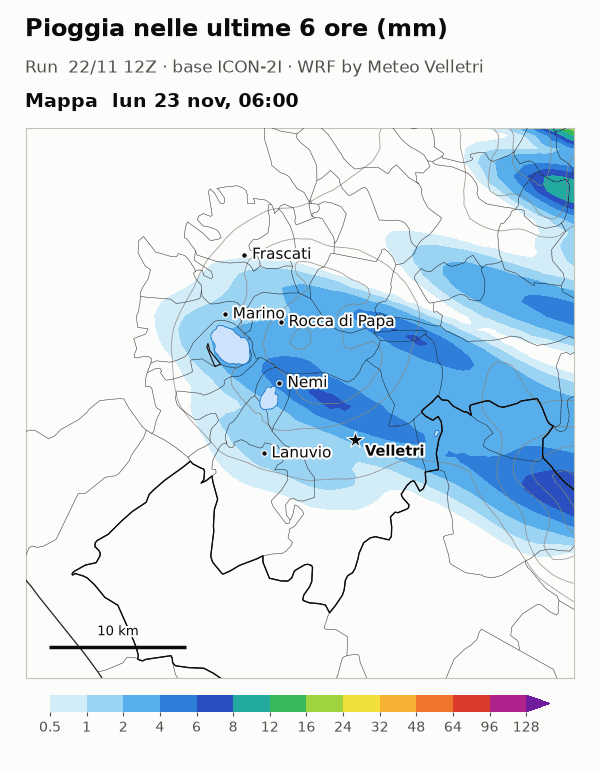 Pioggia nelle ultime 6 ore (mm)
Run  22/11 12Z · base ICON-2I · WRF by Meteo Velletri
Mappa  lun 23 nov, 06:00
Frascati
Marino
Rocca di Papa
Nemi
Velletri
Lanuvio
10 km
0.5 1 2 4 6 8 12 16 24 32 48 64 96 128